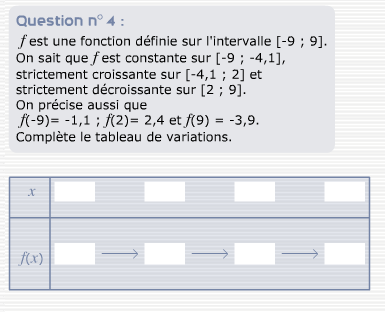 Question n° 4 :
f est une fonction définie sur l'intervalle [-9 ; 9].
On sait que f est constante sur [-9 ; -4,1],
strictement croissante sur [-4,1 ; 2] et
strictement décroissante sur [2 ; 9].
On précise aussi que
f(-9)= -1,1 ; f(2)= 2,4 et f(9) = -3,9.
Complète le tableau de variations.
x
f(x)